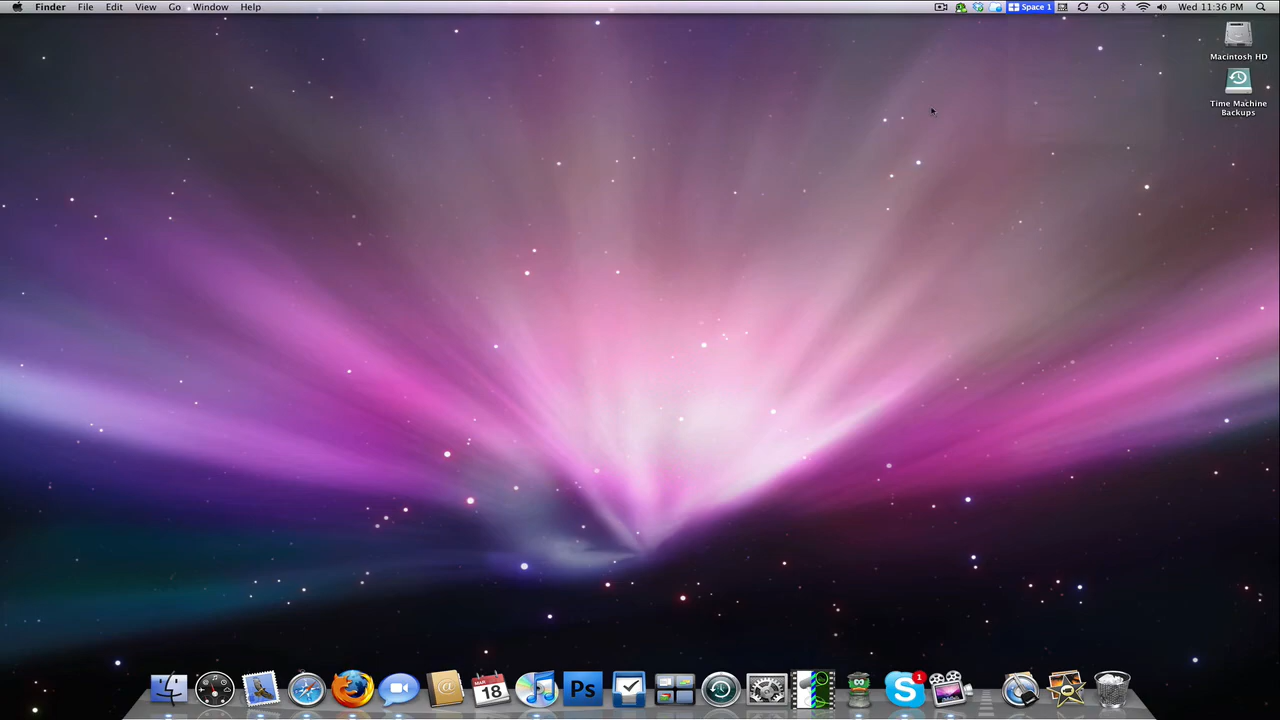 Finder File Edit View Go Window Help Space 1 Wed 11:36 PM
Macintosh HD
Time Machine
Backups
MAR
18
Ps
1